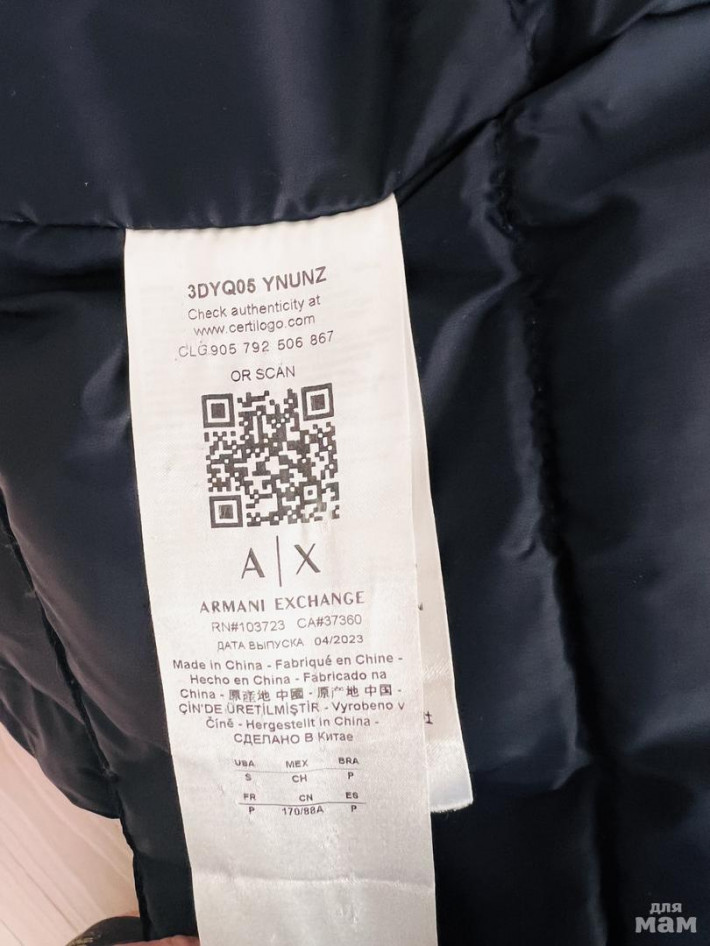 3DYQ05 YNUNZ
Check authenticity at
www.certilogo.com
CLG 905 792 506 867
OR SCAN
A|X
ARMANI EXCHANGE
RN#103723 CA#37360
ДАТА ВЫПУСКА 04/2023
Made in China - Fabriqué en Chine -
Hecho en China - Fabricado na
China - 原産地 中國 - 原产地 中国 -
ÇİN'DE ÜRETİLMİŞTİR - Vyrobeno v
Číně - Hergestellt in China -
СДЕЛАНО В Китае
USA MEX BRA
S CH P
FR CN ES
P 170/88A P
для
мам